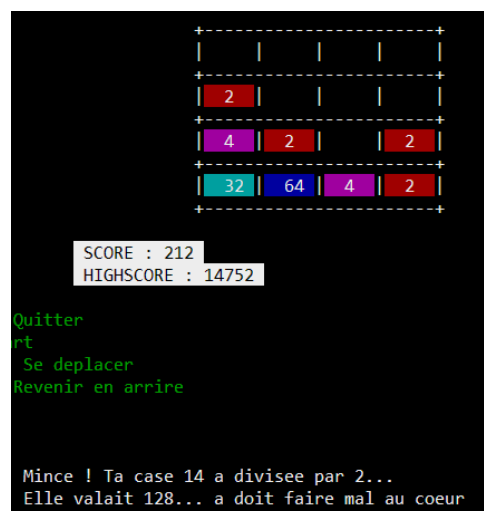 2
4 2 2
32 64 4 2
SCORE : 212
HIGHSCORE : 14752
Quitter
rt
Se deplacer
Revenir en arrire
Mince ! Ta case 14 a divisee par 2...
Elle valait 128... a doit faire mal au coeur